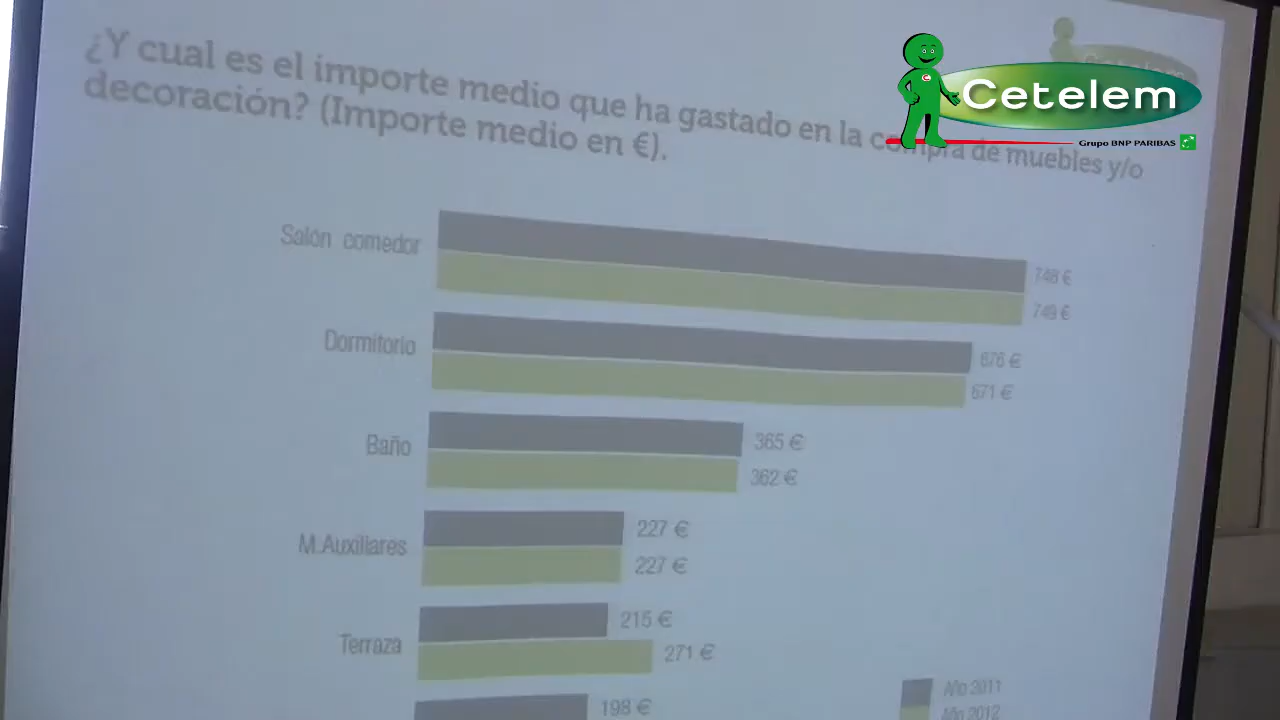 ¿Y cual es el importe medio que ha gastado en la compra de muebles y/o
decoración? (Importe medio en €).
Cetelem
Grupo BNP PARIBAS
Salón comedor
748 €
749 €
Dormitorio
676 €
671 €
Baño
365 €
362 €
M.Auxiliares
227 €
227 €
Terraza
215 €
271 €
198 €
Año 2011
Año 2012